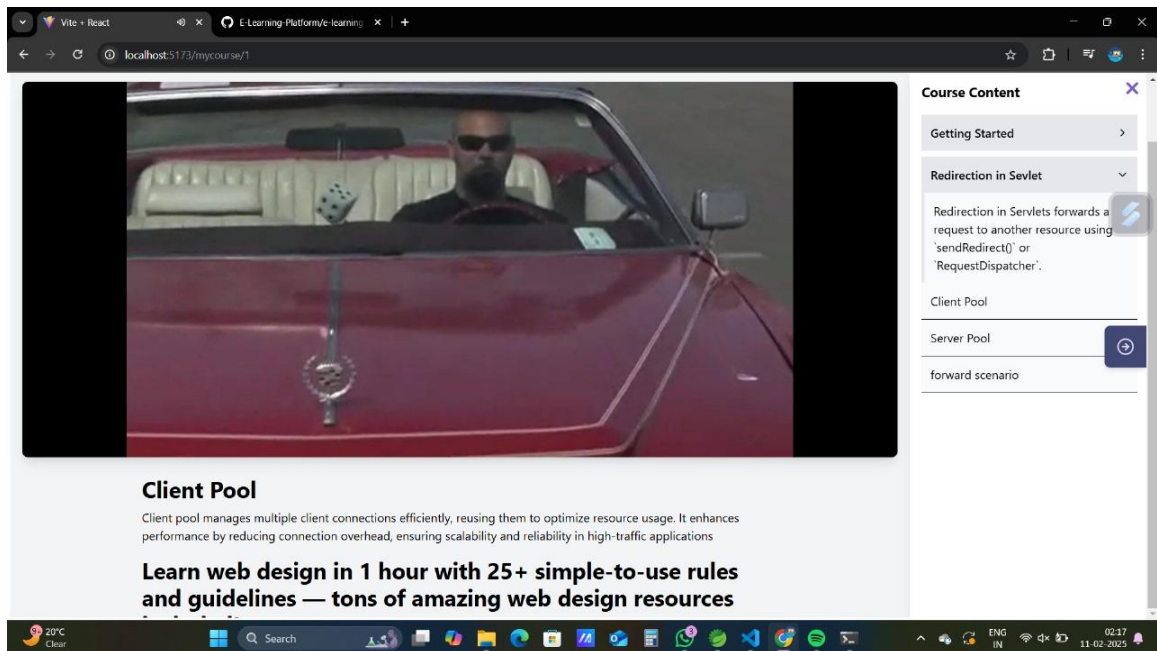 Vite + React
E-Learning-Platform/e-learning
localhost:5173/mycourse/1
Course Content
Getting Started
Redirection in Sevlet
Redirection in Servlets forwards a
request to another resource using
`sendRedirect()` or
`RequestDispatcher`.
Client Pool
Server Pool
forward scenario
Client Pool
Client pool manages multiple client connections efficiently, reusing them to optimize resource usage. It enhances
performance by reducing connection overhead, ensuring scalability and reliability in high-traffic applications
Learn web design in 1 hour with 25+ simple-to-use rules
and guidelines — tons of amazing web design resources
20°C
Clear
Search
3
ENG
IN
02:17
11-02-2025